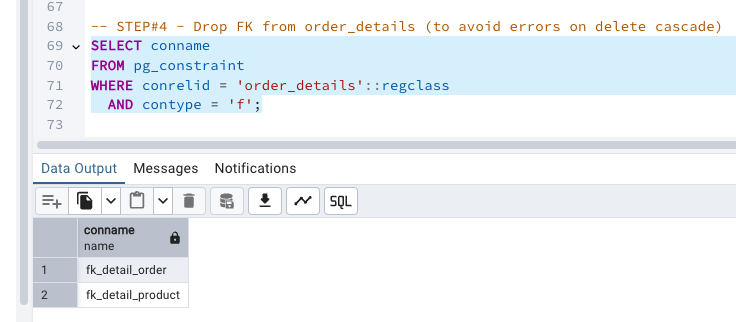 67
68 -- STEP#4 - Drop FK from order_details (to avoid errors on delete cascade)
69 SELECT conname
70 FROM pg_constraint
71 WHERE conrelid = 'order_details'::regclass
72   AND contype = 'f';
73
Data Output Messages Notifications
SQL
conname
name
1 fk_detail_order
2 fk_detail_product